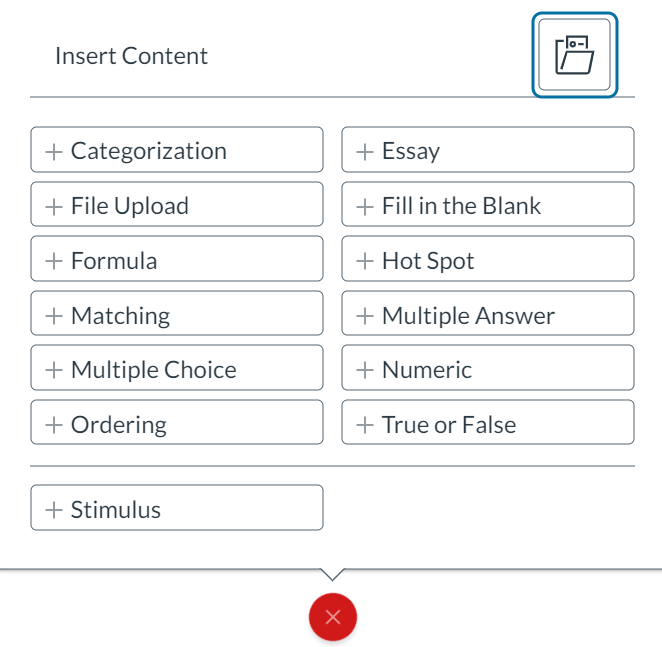 Insert Content
+ Categorization
+ Essay
+ File Upload
+ Fill in the Blank
+ Formula
+ Hot Spot
+ Matching
+ Multiple Answer
+ Multiple Choice
+ Numeric
+ Ordering
+ True or False
+ Stimulus